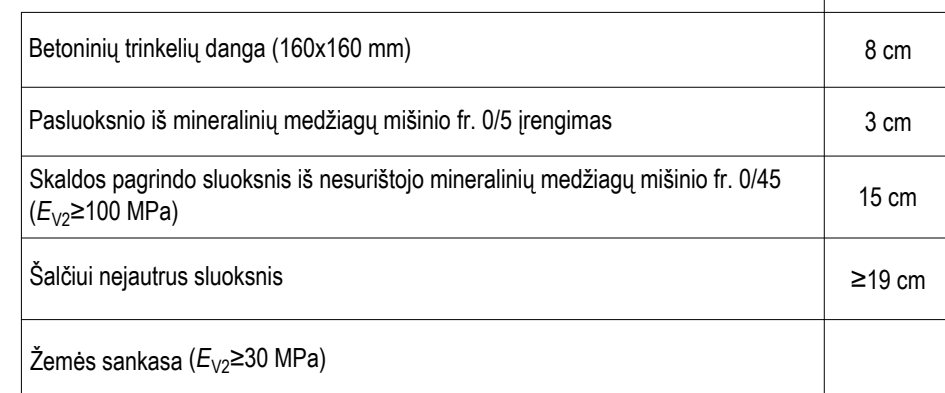 Betoninių trinkelių danga (160x160 mm) 8 cm
Pasluoksnio iš mineralinių medžiagų mišinio fr. 0/5 įrengimas 3 cm
Skaldos pagrindo sluoksnis iš nesurištojo mineralinių medžiagų mišinio fr. 0/45
(EV2≥100 MPa) 15 cm
Šalčiui nejautrus sluoksnis ≥19 cm
Žemės sankasa (EV2≥30 MPa)